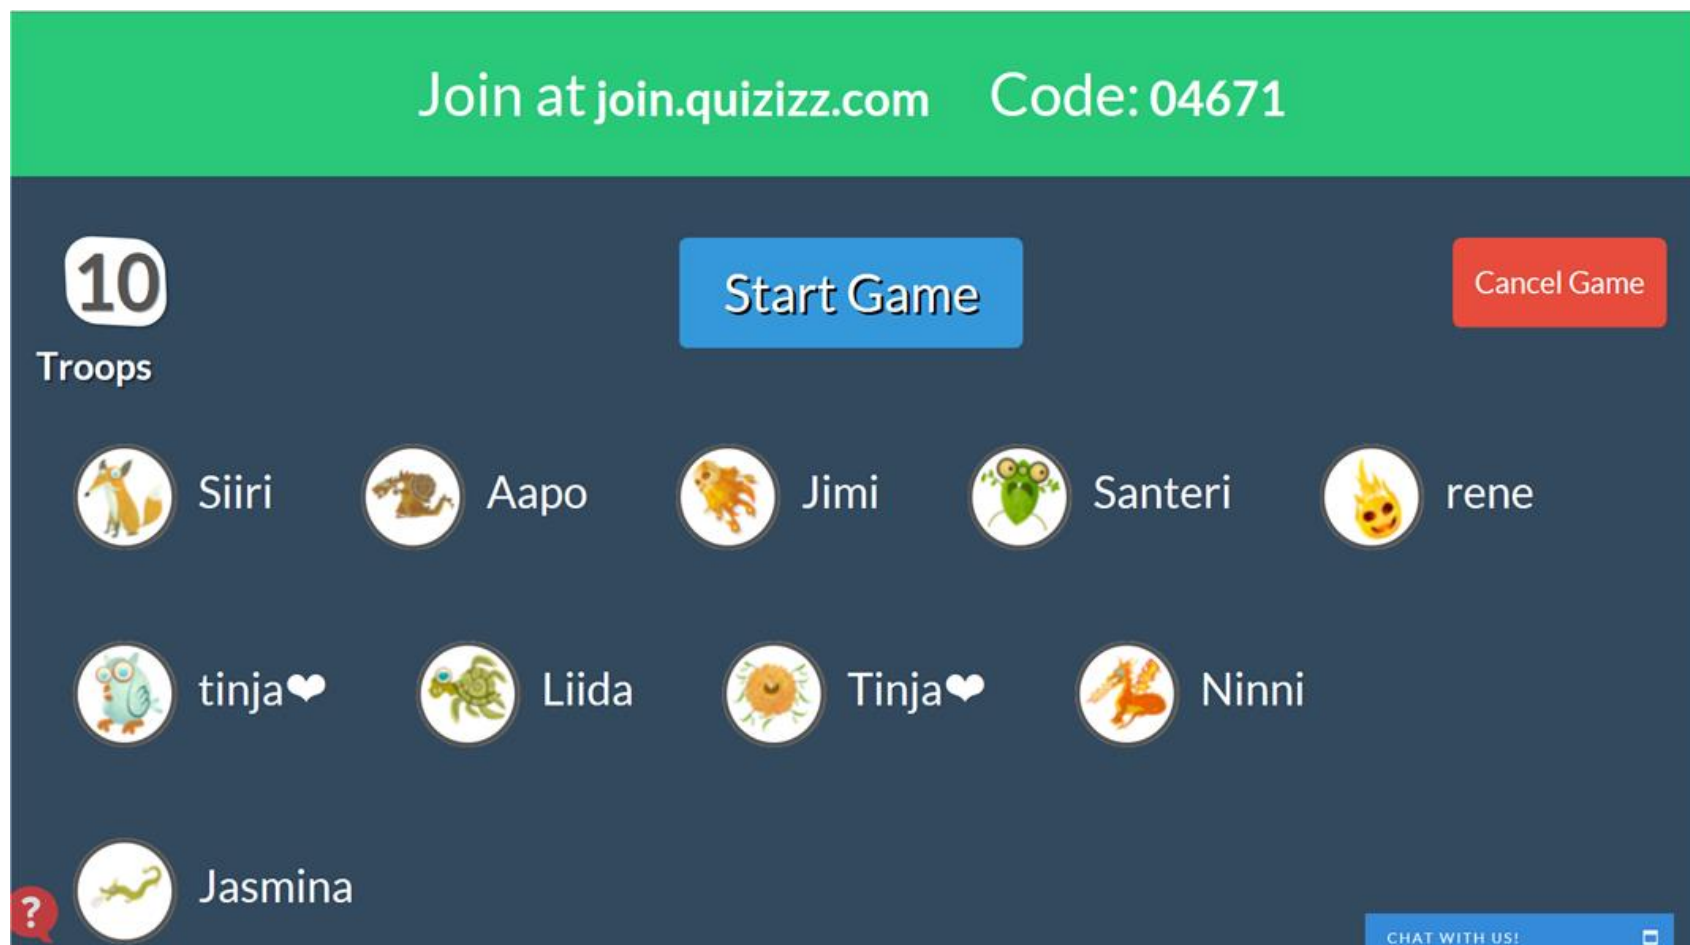 Join at join.quizizz.com Code: 04671
10
Start Game
Cancel Game
Troops
Siiri Aapo Jimi Santeri rene
tinja❤ Liida Tinja❤ Ninni
Jasmina
?
CHAT WITH US!